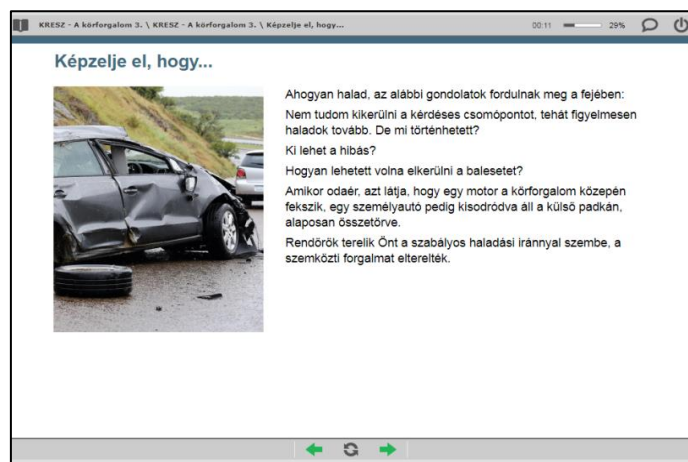 KRESZ - A körforgalom 3. \ KRESZ - A körforgalom 3. \ Képzelje el, hogy...
00:11
29%
Képzelje el, hogy...
Ahogyan halad, az alábbi gondolatok fordulnak meg a fejében:
Nem tudom kikerülni a kérdéses csomópontot, tehát figyelmesen
haladok tovább. De mi történhetett?
Ki lehet a hibás?
Hogyan lehetett volna elkerülni a balesetet?
Amikor odaér, azt látja, hogy egy motor a körforgalom közepén
fekszik, egy személyautó pedig kisodródva áll a külső padkán,
alaposan összetörve.
Rendőrök terelik Önt a szabályos haladási iránnyal szembe, a
szemközti forgalmat elterelték.